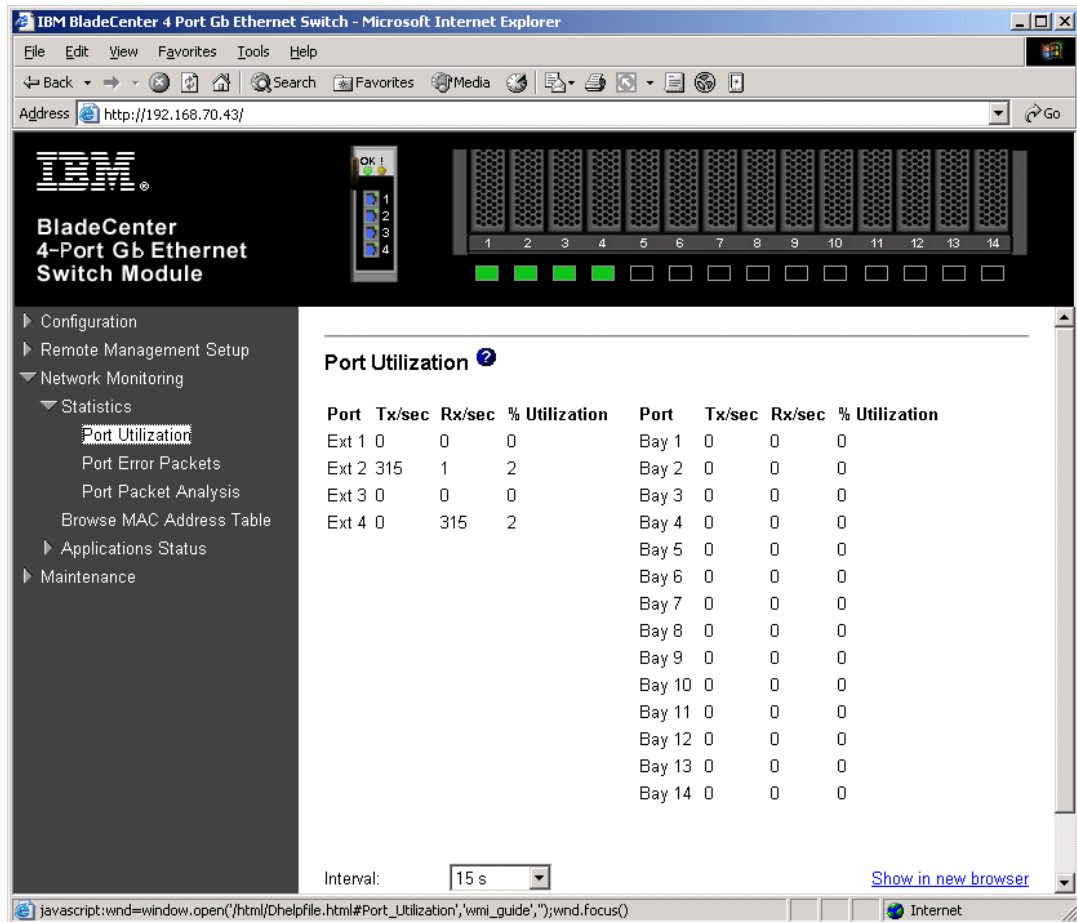 IBM BladeCenter 4 Port Gb Ethernet Switch - Microsoft Internet Explorer
File Edit View Favorites Tools Help
Back Search Favorites Media
Address http://192.168.70.43/ Go
IBM®
BladeCenter
4-Port Gb Ethernet
Switch Module
OK !
1
2
3
4
1 2 3 4 5 6 7 8 9 10 11 12 13 14
Configuration
Remote Management Setup
Network Monitoring
Statistics
Port Utilization
Port Error Packets
Port Packet Analysis
Browse MAC Address Table
Applications Status
Maintenance
Port Utilization ?
Port Tx/sec Rx/sec % Utilization Port Tx/sec Rx/sec % Utilization
Ext 1 0 0 0 Bay 1 0 0 0
Ext 2 315 1 2 Bay 2 0 0 0
Ext 3 0 0 0 Bay 3 0 0 0
Ext 4 0 315 2 Bay 4 0 0 0
Bay 5 0 0 0
Bay 6 0 0 0
Bay 7 0 0 0
Bay 8 0 0 0
Bay 9 0 0 0
Bay 10 0 0 0
Bay 11 0 0 0
Bay 12 0 0 0
Bay 13 0 0 0
Bay 14 0 0 0
Interval: 15 s Show in new browser
javascript:wnd=window.open('/html/Dhelpfile.html#Port_Utilization','wmi_guide','');wnd.focus() Internet